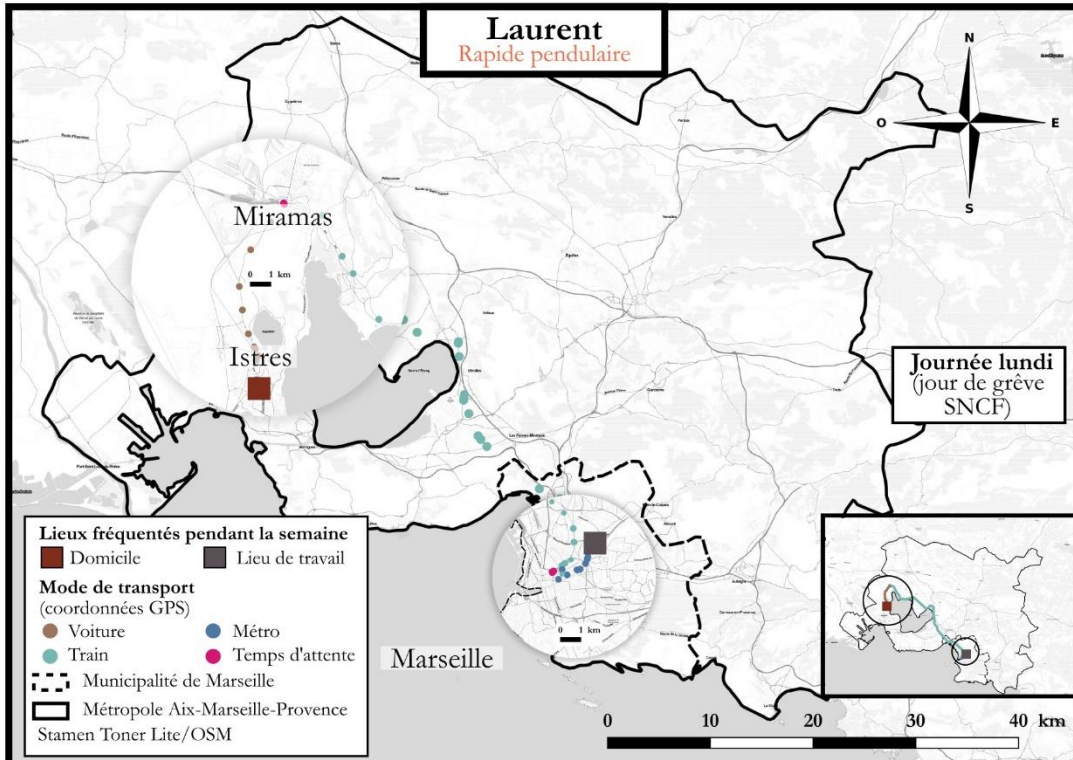 Laurent
Rapide pendulaire
N
O
E
S
Miramas
0 1 km
Istres
Journée lundi
(jour de grêve
SNCF)
Lieux fréquentés pendant la semaine
Domicile
Lieu de travail
Mode de transport
(coordonnées GPS)
Voiture
Métro
Train
Temps d'attente
Municipalité de Marseille
Métropole Aix-Marseille-Provence
Stamen Toner Lite/OSM
Marseille
0 1 km
0 10 20 30 40 km